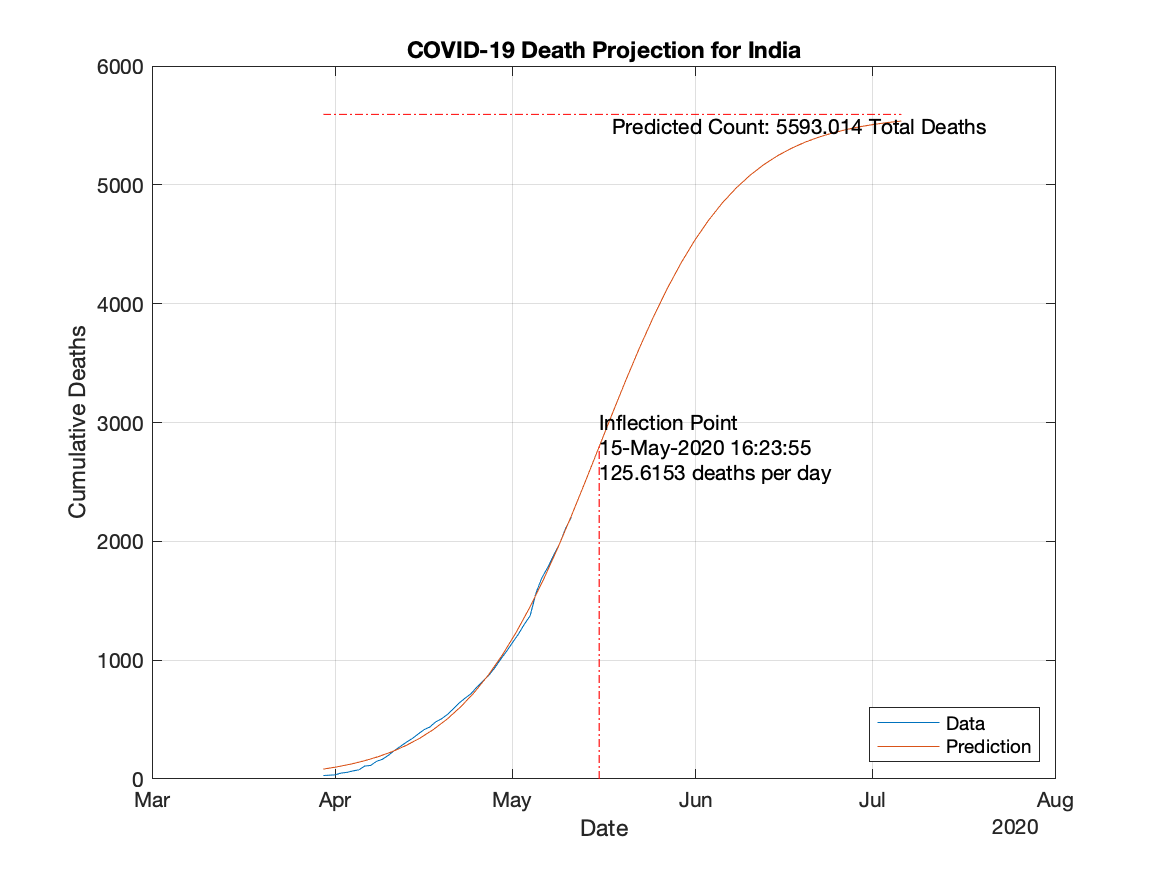 COVID-19 Death Projection for India
6000
5000
4000
3000
2000
1000
0
Cumulative Deaths
Predicted Count: 5593.014 Total Deaths
Inflection Point
15-May-2020 16:23:55
125.6153 deaths per day
Data
Prediction
Mar Apr May Jun Jul Aug
Date
2020